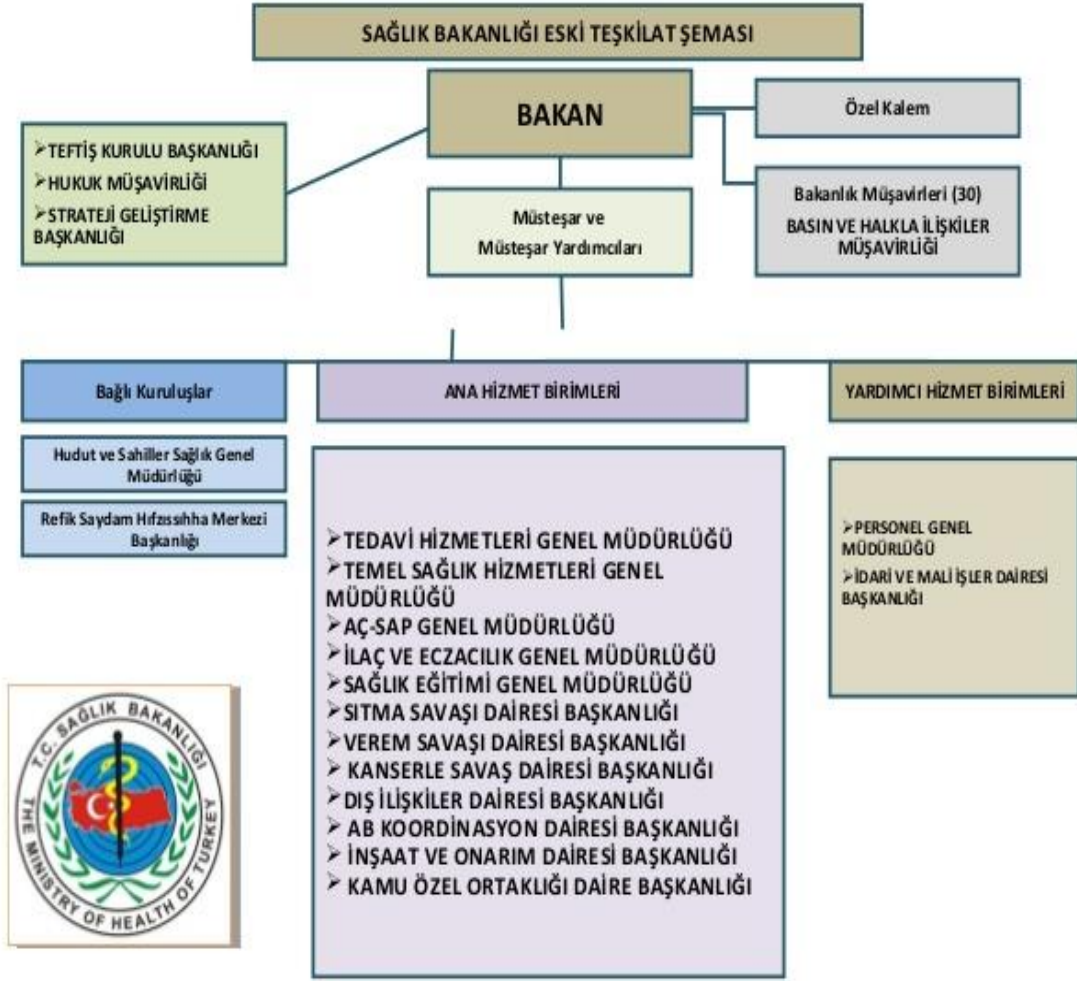 SAĞLIK BAKANLIĞI ESKİ TEŞKİLAT ŞEMASI
BAKAN
Özel Kalem
➢TEFTİŞ KURULU BAŞKANLIĞI
➢HUKUK MÜŞAVİRLİĞİ
➢STRATEJİ GELİŞTİRME
BAŞKANLIĞI
Müsteşar ve
Müsteşar Yardımcıları
Bakanlık Müşavirleri (30)
BASIN VE HALKLA İLİŞKİLER
MÜŞAVİRLİĞİ
Bağlı Kuruluşlar
ANA HİZMET BİRİMLERİ
YARDIMCI HİZMET BİRİMLERİ
Hudut ve Sahiller Sağlık Genel
Müdürlüğü
Refik Saydam Hıfzıssıhha Merkezi
Başkanlığı
➢TEDAVİ HİZMETLERİ GENEL MÜDÜRLÜĞÜ
➢TEMEL SAĞLIK HİZMETLERİ GENEL
MÜDÜRLÜĞÜ
➢AÇ-SAP GENEL MÜDÜRLÜĞÜ
➢İLAÇ VE ECZACILIK GENEL MÜDÜRLÜĞÜ
➢SAĞLIK EĞİTİMİ GENEL MÜDÜRLÜĞÜ
➢SITMA SAVAŞI DAİRESİ BAŞKANLIĞI
➢VEREM SAVAŞI DAİRESİ BAŞKANLIĞI
➢ KANSERLE SAVAŞ DAİRESİ BAŞKANLIĞI
➢DIŞ İLİŞKİLER DAİRESİ BAŞKANLIĞI
➢ AB KOORDİNASYON DAİRESİ BAŞKANLIĞI
➢ İNŞAAT VE ONARIM DAİRESİ BAŞKANLIĞI
➢ KAMU ÖZEL ORTAKLIĞI DAİRE BAŞKANLIĞI
➢PERSONEL GENEL
MÜDÜRLÜĞÜ
➢İDARİ VE MALİ İŞLER DAİRESİ
BAŞKANLIĞI
T.C. SAĞLIK BAKANLIĞI
THE MINISTRY OF HEALTH OF TURKEY